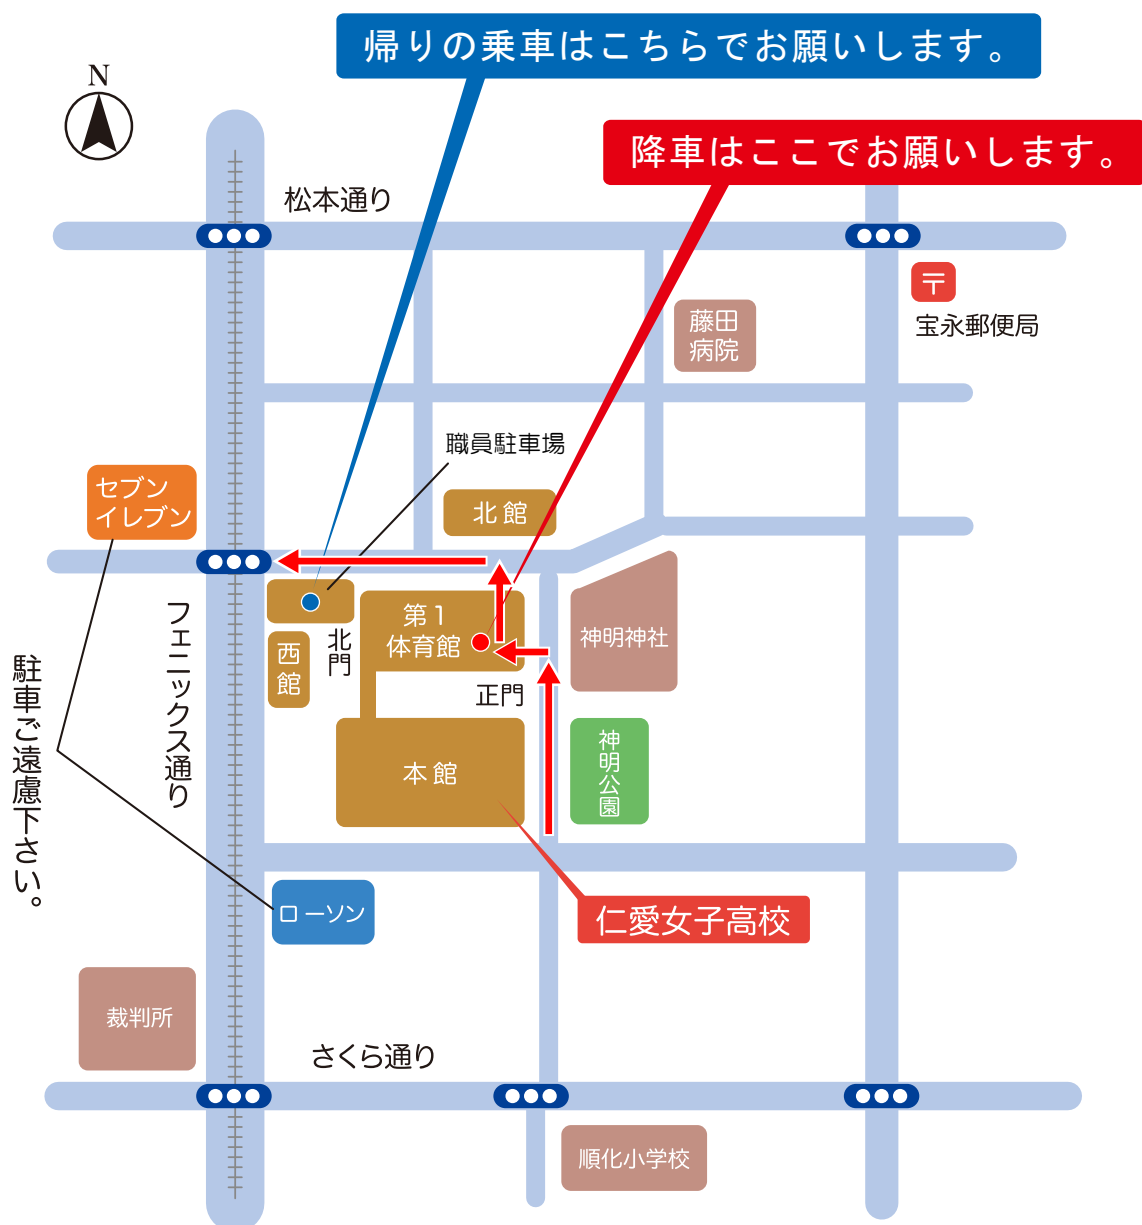 帰りの乗車はこちらでお願いします。
N
降車はここでお願いします。
松本通り
〒
宝永郵便局
藤田
病院
職員駐車場
セブン
イレブン
北館
第1
体育館
神明神社
北門
西館
フェニックス通り
駐車ご遠慮下さい。
正門
本館
神明公園
ローソン
仁愛女子高校
裁判所
さくら通り
順化小学校